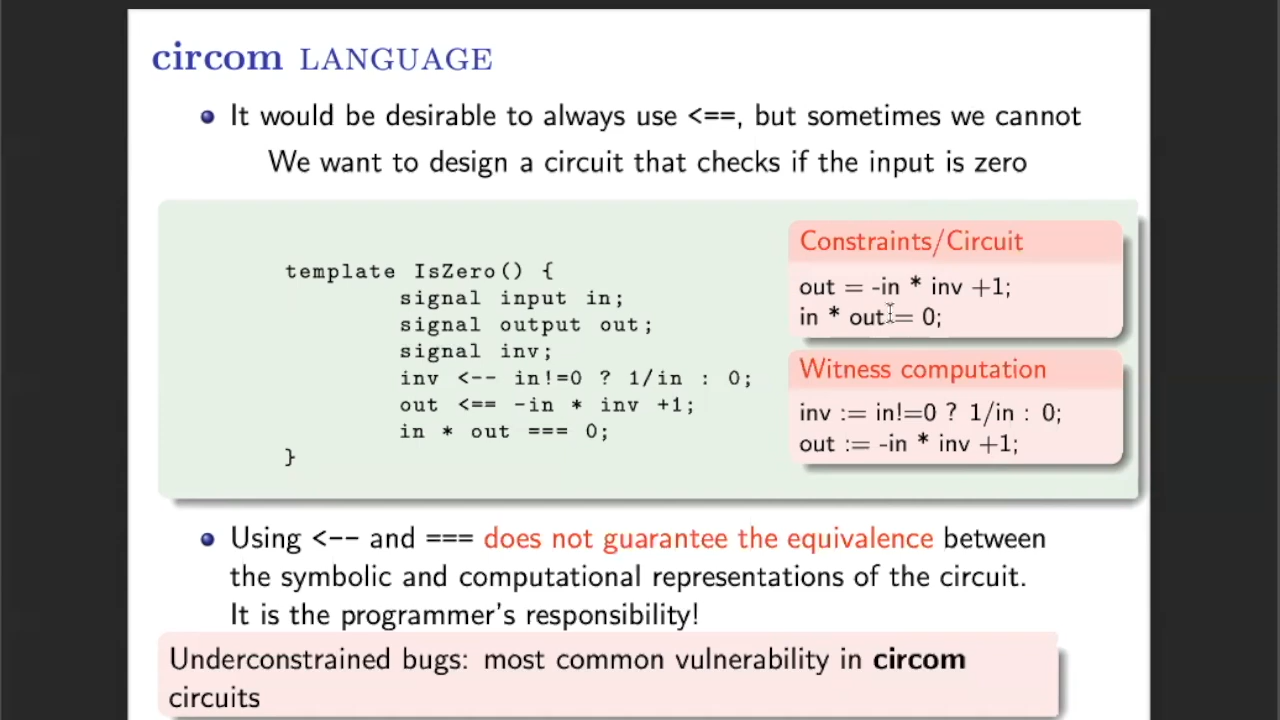 circom LANGUAGE
It would be desirable to always use <==, but sometimes we cannot
We want to design a circuit that checks if the input is zero
template IsZero() {
signal input in;
signal output out;
signal inv;
inv <-- in!=0 ? 1/in : 0;
out <== -in * inv +1;
in * out === 0;
}
Constraints/Circuit
out = -in * inv +1;
in * out = 0;
Witness computation
inv := in!=0 ? 1/in : 0;
out := -in * inv +1;
Using <-- and === does not guarantee the equivalence between
the symbolic and computational representations of the circuit.
It is the programmer's responsibility!
Underconstrained bugs: most common vulnerability in circom
circuits